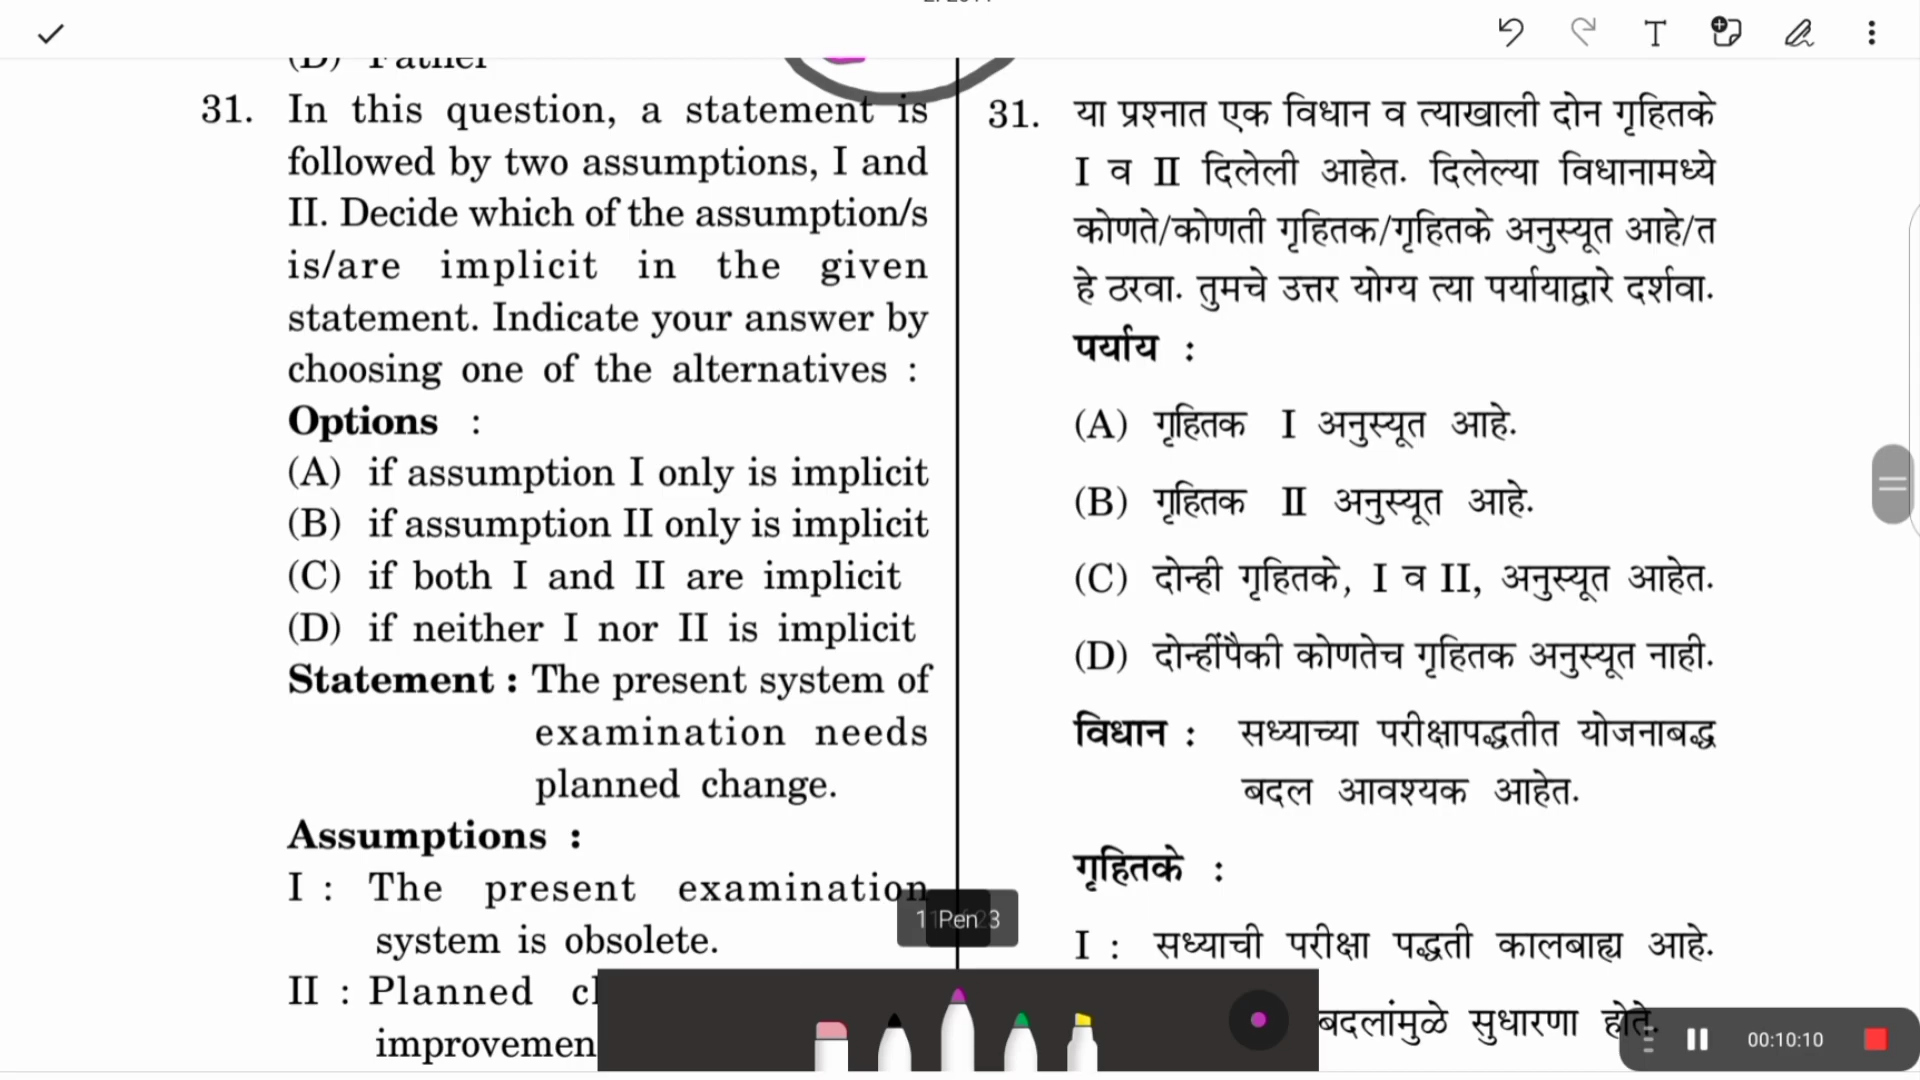 (D) Father
31. In this question, a statement is
followed by two assumptions, I and
II. Decide which of the assumption/s
is/are implicit in the given
statement. Indicate your answer by
choosing one of the alternatives :
Options :
(A) if assumption I only is implicit
(B) if assumption II only is implicit
(C) if both I and II are implicit
(D) if neither I nor II is implicit
Statement : The present system of
examination needs
planned change.
Assumptions :
I : The present examination
system is obsolete.
II : Planned
31. या प्रश्नात एक विधान व त्याखाली दोन गृहितके
I व II दिलेली आहेत. दिलेल्या विधानामध्ये
कोणते/कोणती गृहितक/गृहितके अनुस्यूत आहे/त
हे ठरवा. तुमचे उत्तर योग्य त्या पर्यायाद्वारे दर्शवा.
पर्याय :
(A) गृहितक I अनुस्यूत आहे.
(B) गृहितक II अनुस्यूत आहे.
(C) दोन्ही गृहितके, I व II, अनुस्यूत आहेत.
(D) दोन्हींपैकी कोणतेच गृहितक अनुस्यूत नाही.
विधान : सध्याच्या परीक्षापद्धतीत योजनाबद्ध
बदल आवश्यक आहेत.
गृहितके :
I : सध्याची परीक्षा पद्धती कालबाह्य आहे.
बदलांमुळे सुधारणा होते.
Pen
00:10:10